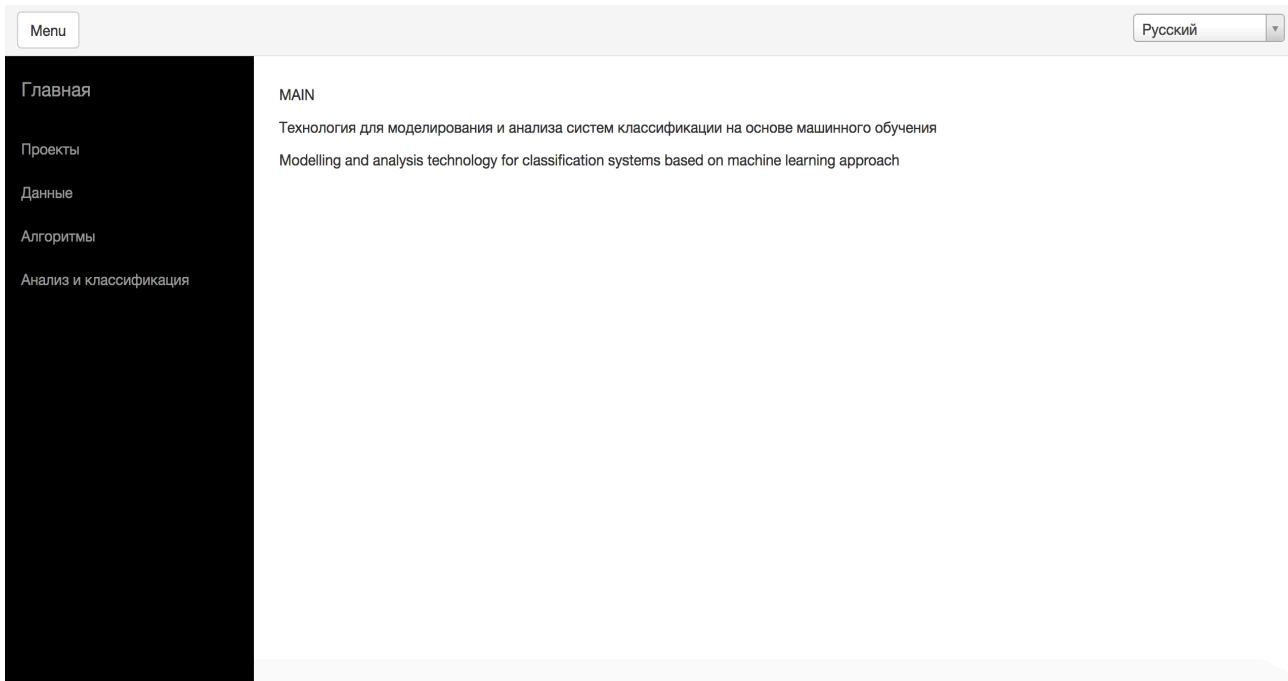 Menu
Русский
Главная
Проекты
Данные
Алгоритмы
Анализ и классификация
MAIN
Технология для моделирования и анализа систем классификации на основе машинного обучения
Modelling and analysis technology for classification systems based on machine learning approach